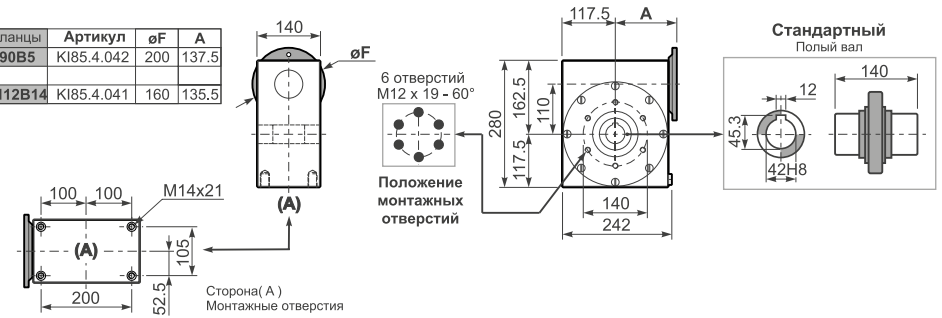 ланцы Артикул øF A
90B5 KI85.4.042 200 137.5
112B14 KI85.4.041 160 135.5
140
øF
(A)
6 отверстий
M12 x 19 - 60°
Положение
монтажных
отверстий
117.5 A
280
162.5
110
117.5
140
242
Стандартный
Полый вал
12
45.3
42H8
140
100 100 M14x21
(A)
105
52.5
200
Сторона( A )
Монтажные отверстия